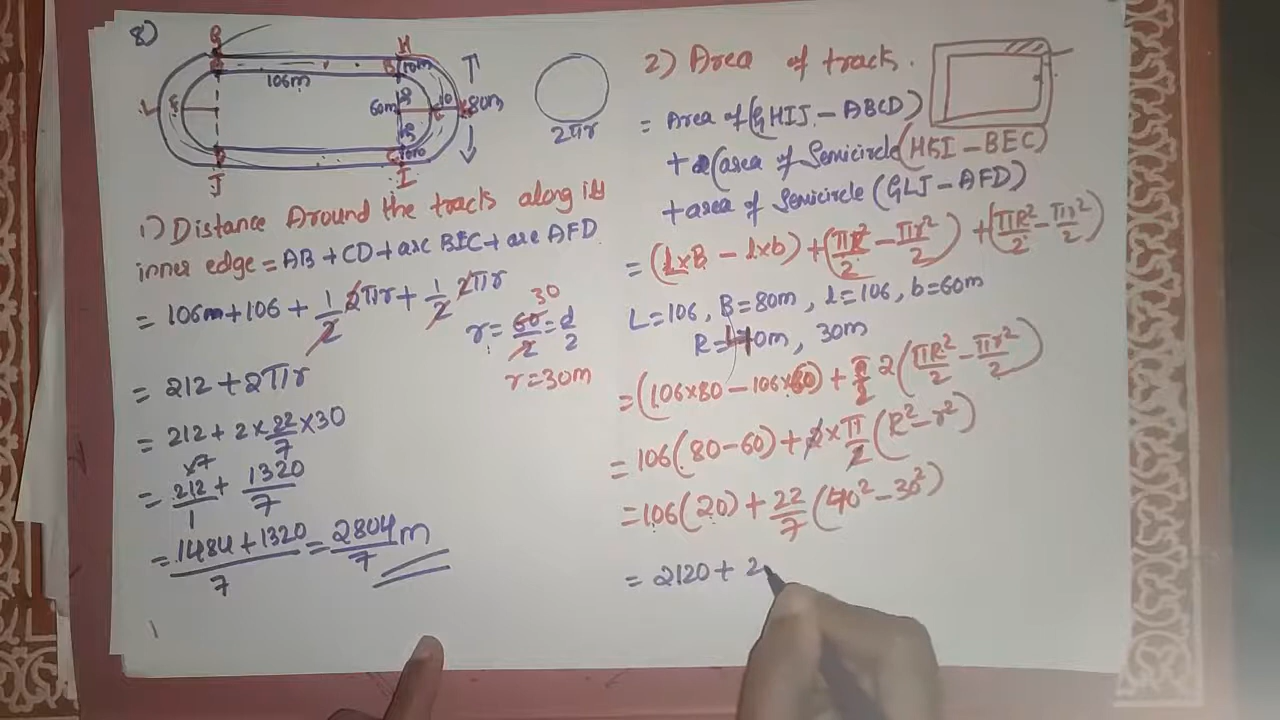 8)
G
H
106m
B 10m
L
E
60m
10
80m
C 10m
J
I
2πr
1) Distance Around the track along its
inner edge = AB + CD + arc BEC + arc AFD
= 106m + 106 + 1/2 2πr + 1/2 2πr
r = 60/2 = d/2
30
r = 30m
= 212 + 2πr
= 212 + 2 × 22/7 × 30
= 212/1 ×7 + 1320/7
= 1484 + 1320/7 = 2804/7 m
2) Area of track.
= Area of (GHIJ - ABCD)
+ (area of Semicircle (HKI - BEC)
+ area of Semicircle (GLJ - AFD)
= (L×B - l×b) + (πR²/2 - πr²/2) + (πR²/2 - πr²/2)
L = 106, B = 80m, l = 106, b = 60m
R = 40m, 30m
= (106×80 - 106×60) + 2 (πR²/2 - πr²/2)
= 106 (80 - 60) + 2 × π/2 (R² - r²)
= 106 (20) + 22/7 (40² - 30²)
= 2120 + 2